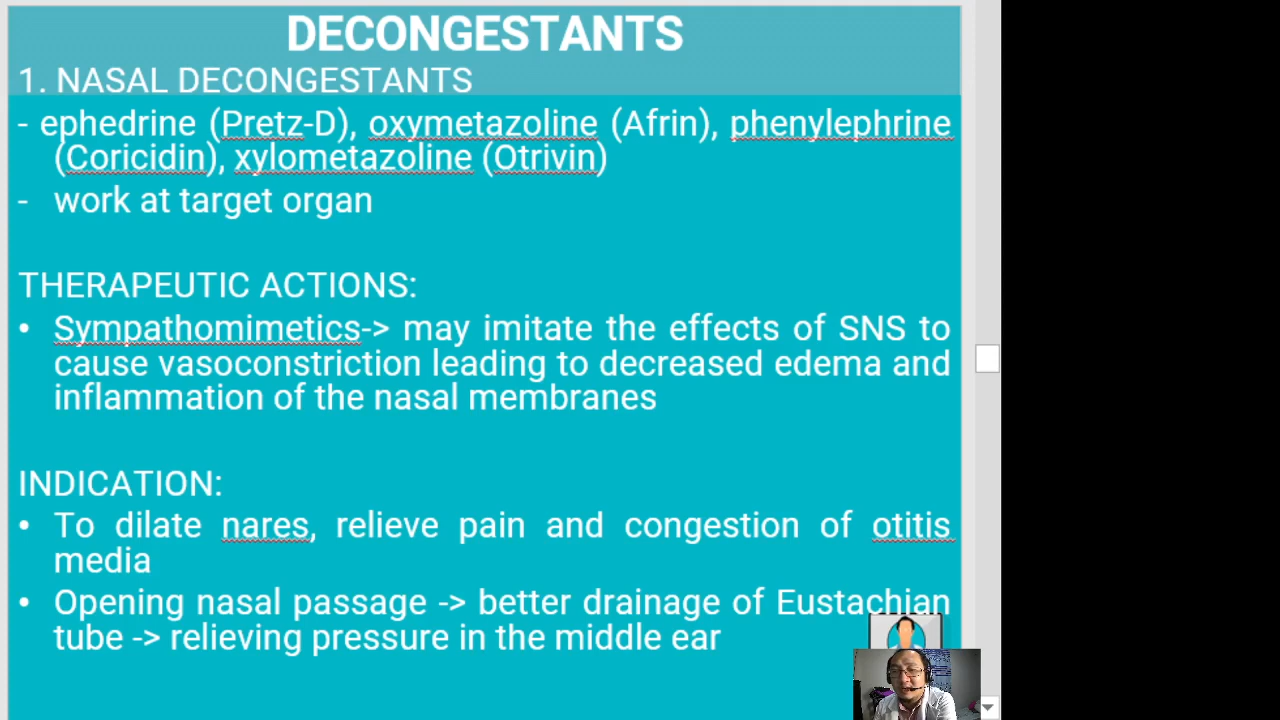 DECONGESTANTS
1. NASAL DECONGESTANTS
- ephedrine (Pretz-D), oxymetazoline (Afrin), phenylephrine
(Coricidin), xylometazoline (Otrivin)
- work at target organ
THERAPEUTIC ACTIONS:
• Sympathomimetics-> may imitate the effects of SNS to
cause vasoconstriction leading to decreased edema and
inflammation of the nasal membranes
INDICATION:
• To dilate nares, relieve pain and congestion of otitis
media
• Opening nasal passage -> better drainage of Eustachian
tube -> relieving pressure in the middle ear